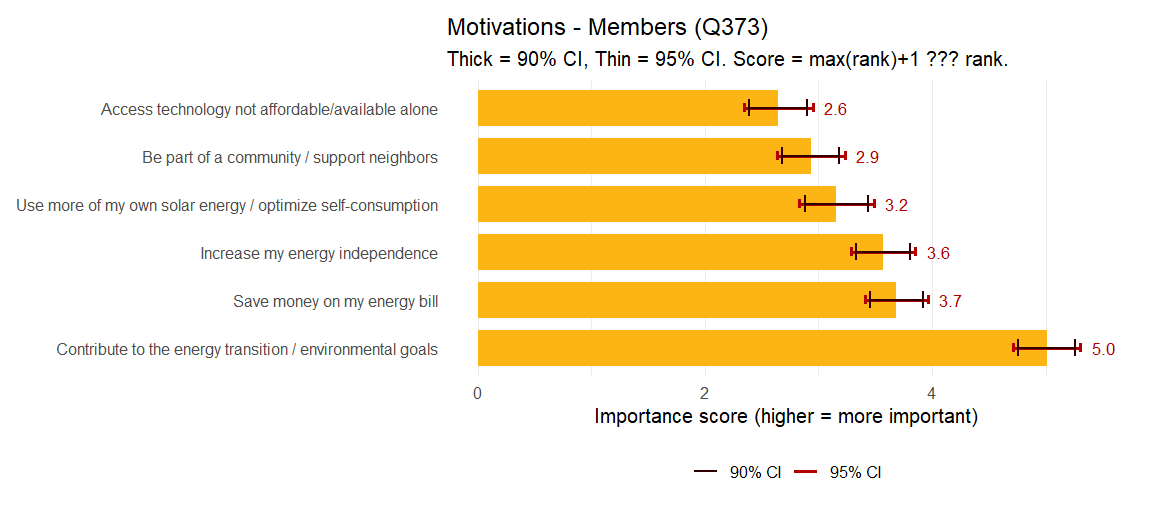 Motivations - Members (Q373)
Thick = 90% CI, Thin = 95% CI. Score = max(rank)+1 ??? rank.
Access technology not affordable/available alone
2.6
Be part of a community / support neighbors
2.9
Use more of my own solar energy / optimize self-consumption
3.2
Increase my energy independence
3.6
Save money on my energy bill
3.7
Contribute to the energy transition / environmental goals
5.0
0 2 4
Importance score (higher = more important)
90% CI 95% CI